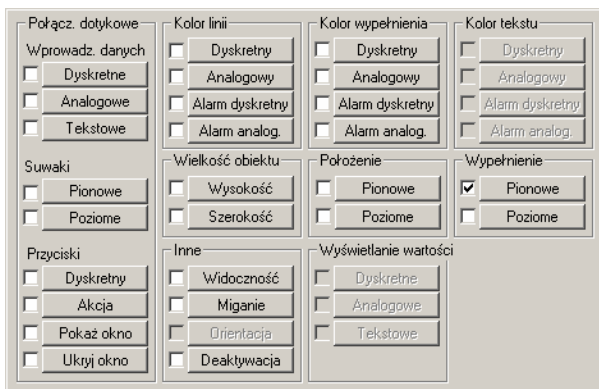 Połącz. dotykowe
Wprowadz. danych
Dyskretne
Analogowe
Tekstowe
Suwaki
Pionowe
Poziome
Przyciski
Dyskretny
Akcja
Pokaż okno
Ukryj okno
Kolor linii
Dyskretny
Analogowy
Alarm dyskretny
Alarm analog.
Kolor wypełnienia
Dyskretny
Analogowy
Alarm dyskretny
Alarm analog.
Kolor tekstu
Dyskretny
Analogowy
Alarm dyskretny
Alarm analog.
Wielkość obiektu
Wysokość
Szerokość
Położenie
Pionowe
Poziome
Wypełnienie
Pionowe
Poziome
Inne
Widoczność
Miganie
Orientacja
Deaktywacja
Wyświetlanie wartości
Dyskretne
Analogowe
Tekstowe